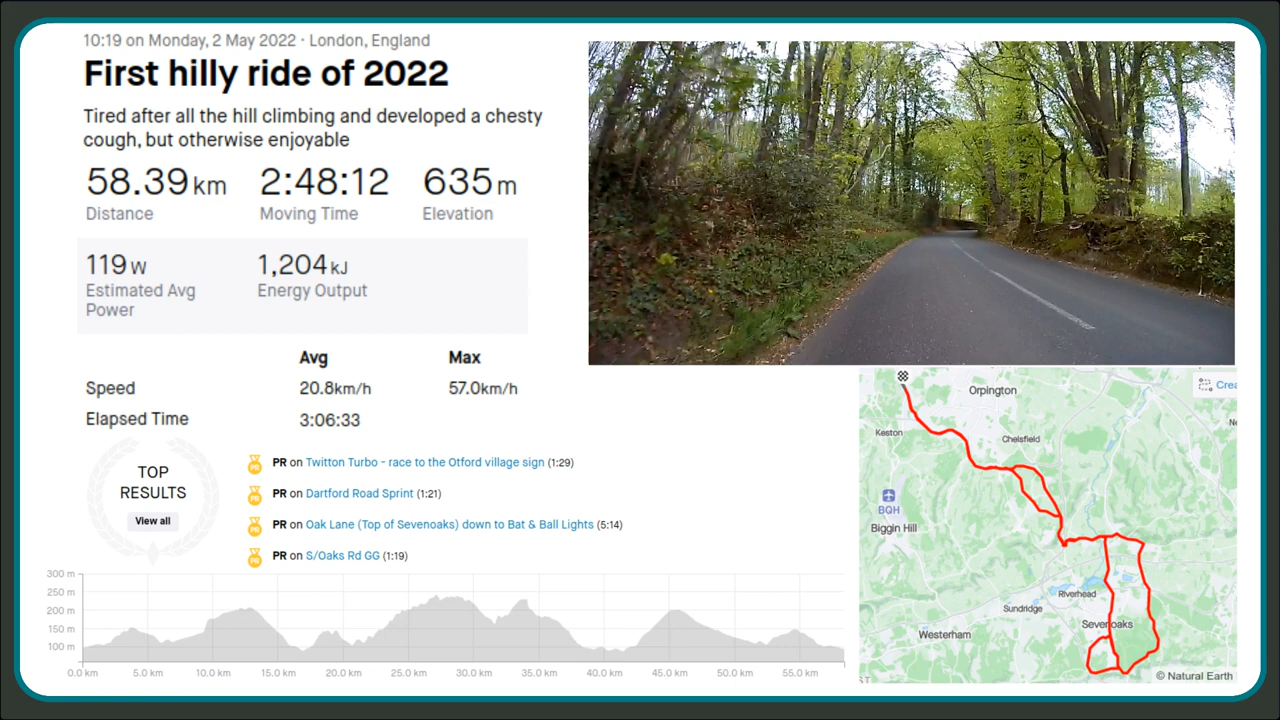 10:19 on Monday, 2 May 2022 · London, England
First hilly ride of 2022
Tired after all the hill climbing and developed a chesty
cough, but otherwise enjoyable
58.39 km 2:48:12 635 m
Distance Moving Time Elevation
119 W 1,204 kJ
Estimated Avg Energy Output
Power
Avg Max
Speed 20.8km/h 57.0km/h
Elapsed Time 3:06:33
TOP
RESULTS
View all
PR on Twitton Turbo - race to the Otford village sign (1:29)
PR on Dartford Road Sprint (1:21)
PR on Oak Lane (Top of Sevenoaks) down to Bat & Ball Lights (5:14)
PR on S/Oaks Rd GG (1:19)
300 m
250 m
200 m
150 m
100 m
0.0 km 5.0 km 10.0 km 15.0 km 20.0 km 25.0 km 30.0 km 35.0 km 40.0 km 45.0 km 50.0 km 55.0 km
Orpington
Crea
Keston
Chelsfield
BQH
Biggin Hill
Riverhead
Sundridge
Sevenoaks
Westerham
© Natural Earth